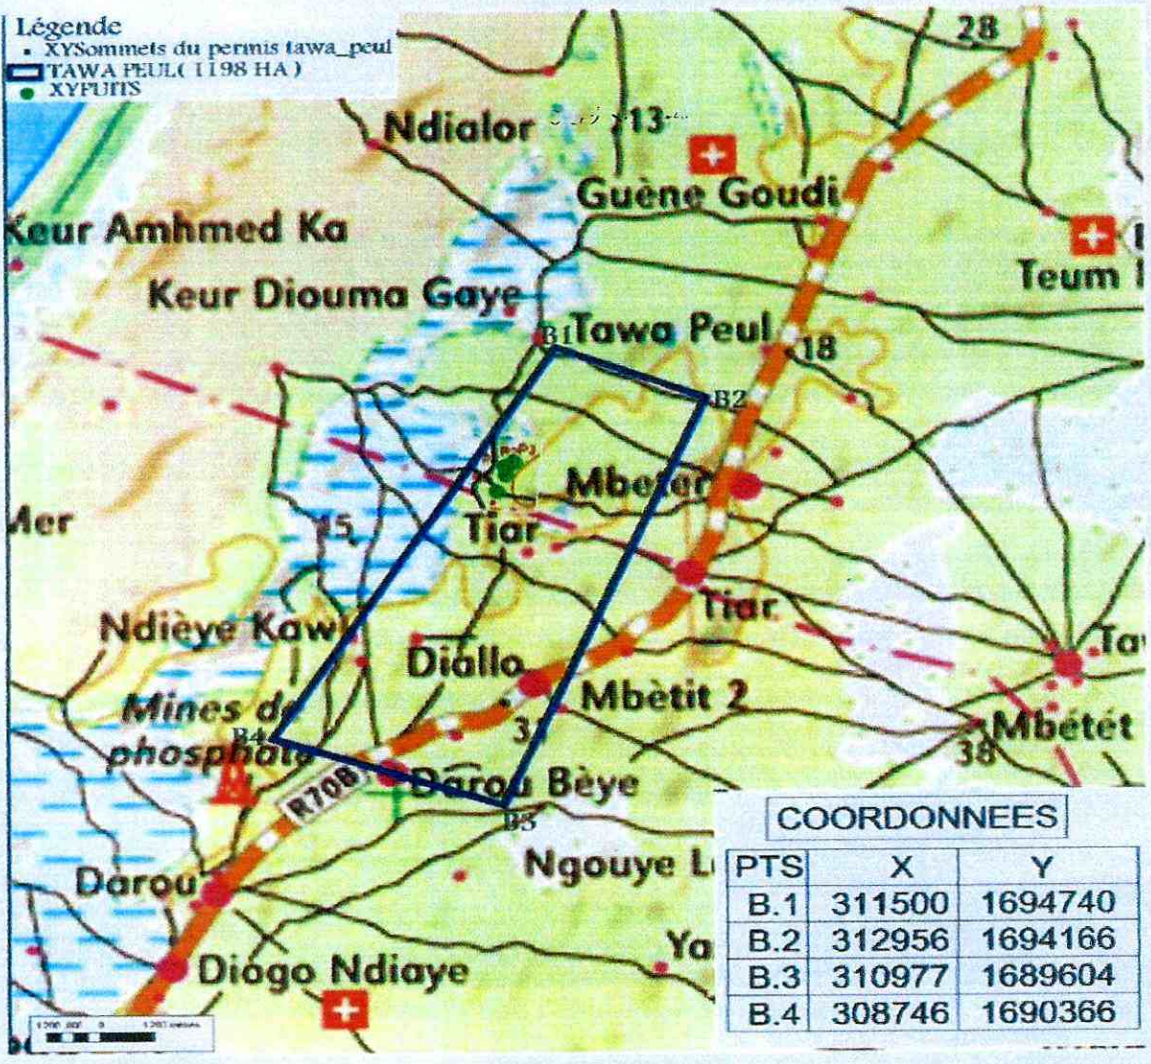 Légende
XYSommets du permis tawa_peul
TAWA PEUL( 1198 HA )
XYPUITS
28
Ndialor
13
Guène Goudi
Keur Amhmed Ka
Teum
Keur Diouma Gaye
B1 Tawa Peul
18
B2
Mbeter
Mer
Tiar
15
Tiar
Ndièye Kaw
Diallo
Mbètit 2
Mines de
phosphate
B4
3
Mbétét
38
R70B
Darou Bèye
B3
Ngouye L
Darou
Ya
Diogo Ndiaye
COORDONNEES
PTS X Y
B.1 311500 1694740
B.2 312956 1694166
B.3 310977 1689604
B.4 308746 1690366